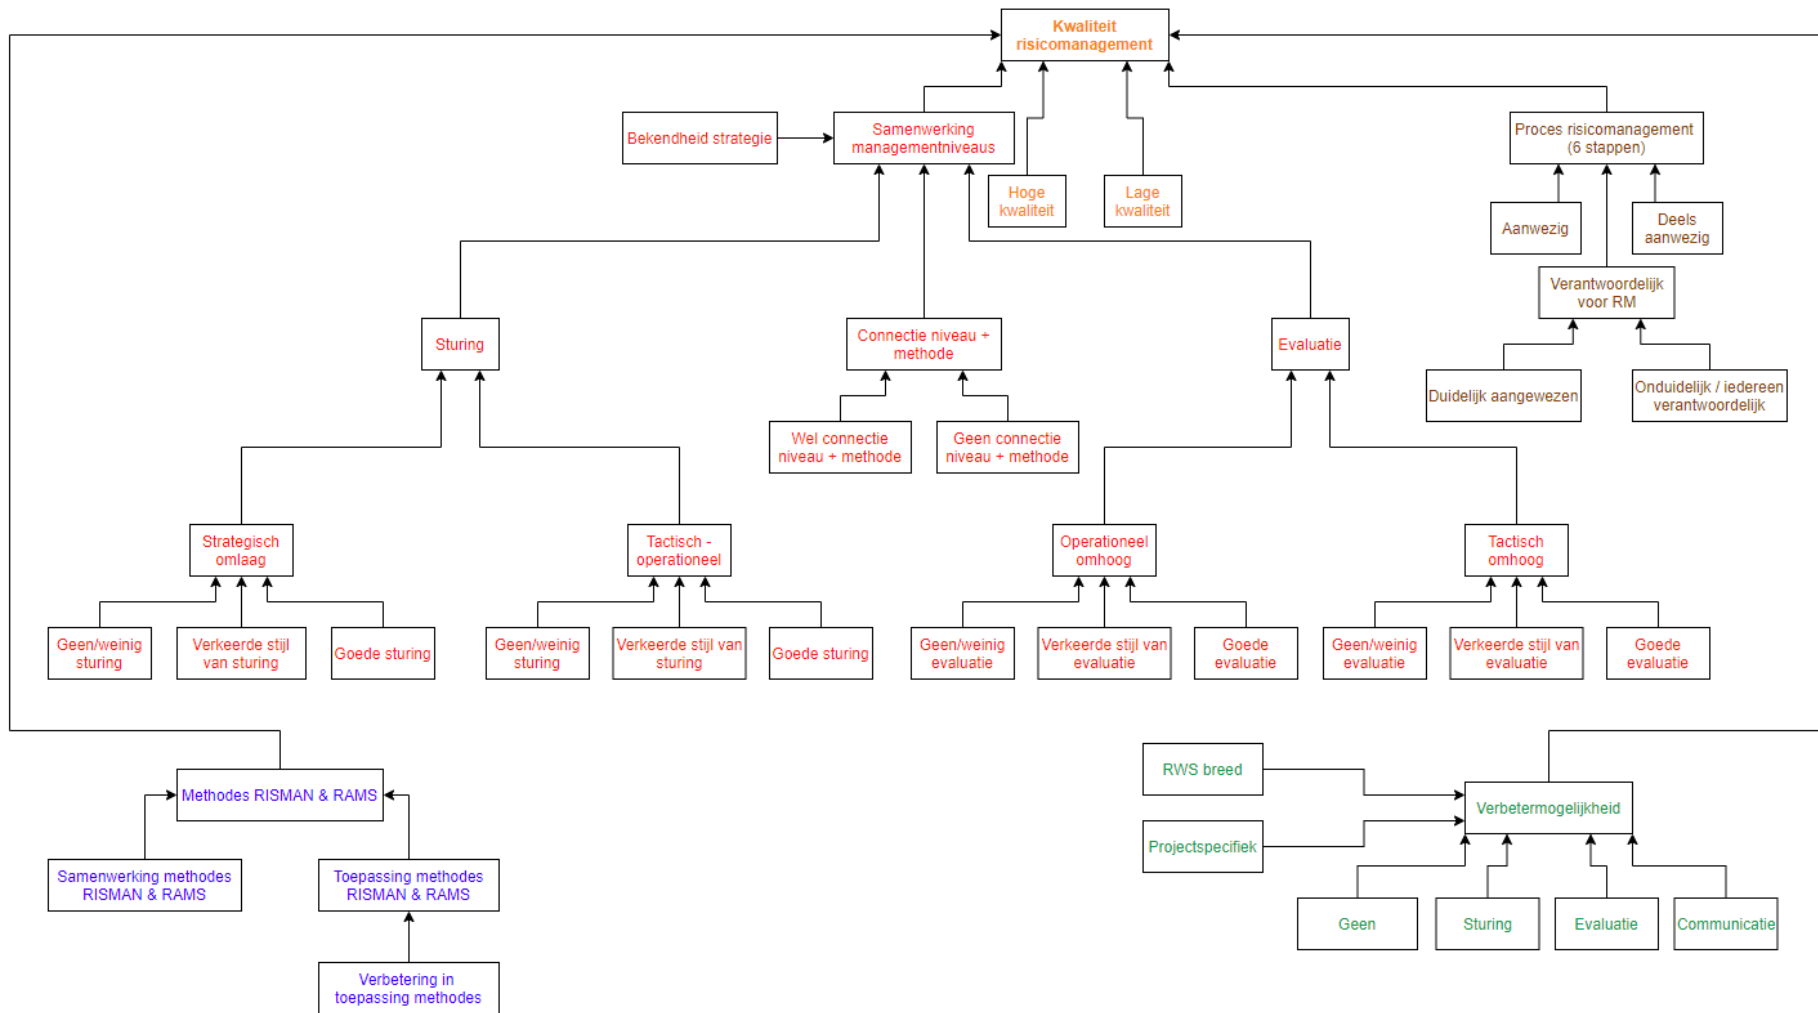 Kwaliteit
risicomanagement
Bekendheid strategie
Samenwerking
managementniveaus
Proces risicomanagement
(6 stappen)
Hoge
kwaliteit
Lage
kwaliteit
Aanwezig
Deels
aanwezig
Verantwoordelijk
voor RM
Sturing
Connectie niveau +
methode
Evaluatie
Duidelijk aangewezen
Onduidelijk / iedereen
verantwoordelijk
Wel connectie
niveau + methode
Geen connectie
niveau + methode
Strategisch
omlaag
Tactisch -
operationeel
Operationeel
omhoog
Tactisch
omhoog
Geen/weinig
sturing
Verkeerde stijl
van sturing
Goede sturing
Geen/weinig
sturing
Verkeerde stijl van
sturing
Goede sturing
Geen/weinig
evaluatie
Verkeerde stijl van
evaluatie
Goede
evaluatie
Geen/weinig
evaluatie
Verkeerde stijl van
evaluatie
Goede
evaluatie
Methodes RISMAN & RAMS
Samenwerking methodes
RISMAN & RAMS
Toepassing methodes
RISMAN & RAMS
Verbetering in
toepassing methodes
RWS breed
Projectspecifiek
Verbetermogelijkheid
Geen
Sturing
Evaluatie
Communicatie